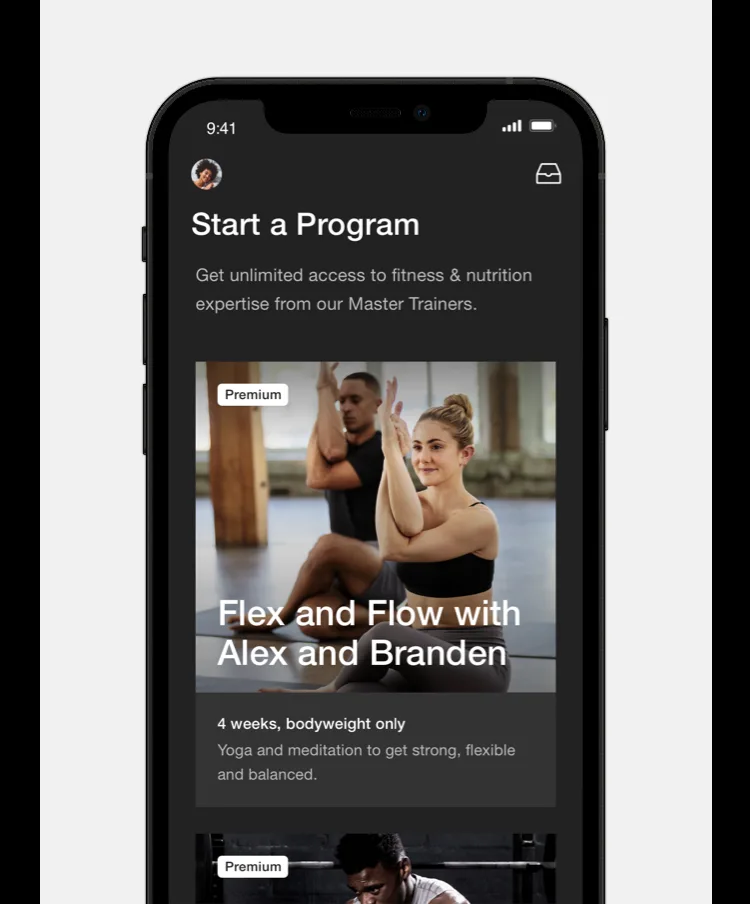 9:41
Start a Program
Get unlimited access to fitness & nutrition
expertise from our Master Trainers.
Premium
Flex and Flow with
Alex and Branden
4 weeks, bodyweight only
Yoga and meditation to get strong, flexible
and balanced.
Premium